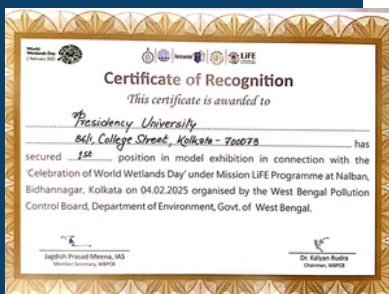 World
Wetlands Day
2 February 2025
LiFE
Certificate of Recognition
This certificate is awarded to
Presidency University
86/1, College Street, Kolkata - 700073 has
secured 1st position in model exhibition in connection with the
'Celebration of World Wetlands Day' under Mission LiFE Programme at Nalban,
Bidhannagar, Kolkata on 04.02.2025 organised by the West Bengal Pollution
Control Board, Department of Environment, Govt. of West Bengal.
Jagdish Prasad Meena, IAS
Member Secretary, WBPCB
Dr. Kalyan Rudra
Chairman, WBPCB